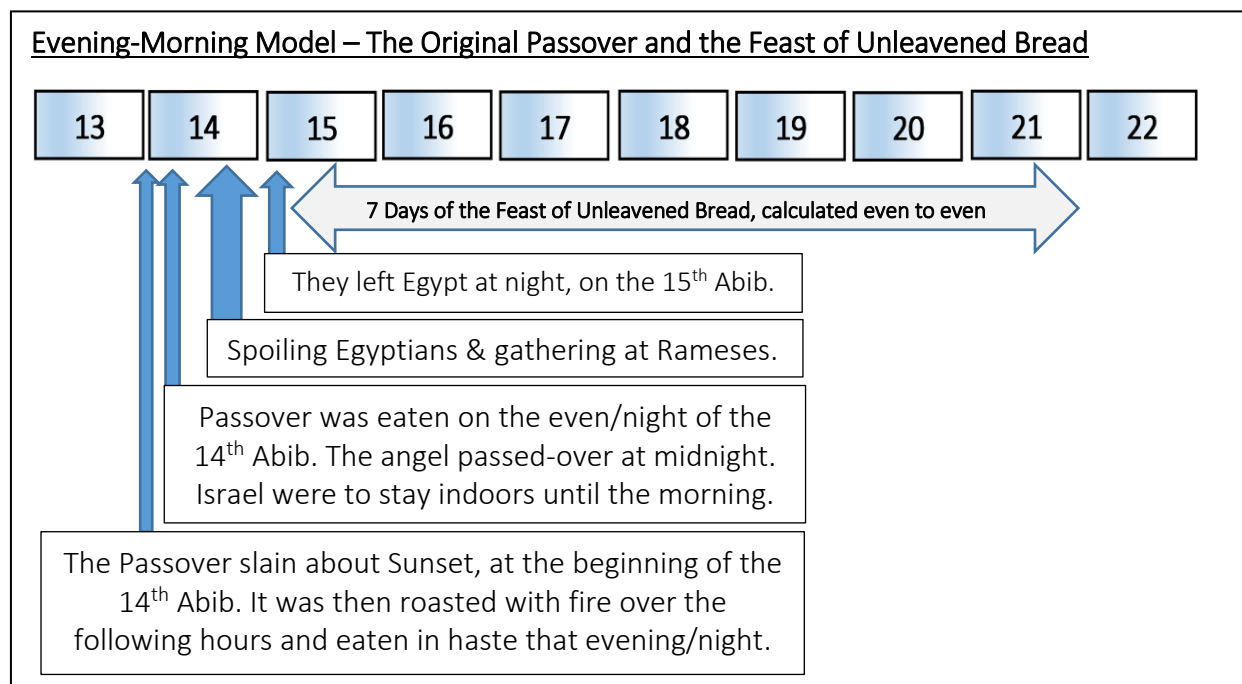 Evening-Morning Model – The Original Passover and the Feast of Unleavened Bread
13 14 15 16 17 18 19 20 21 22
7 Days of the Feast of Unleavened Bread, calculated even to even
They left Egypt at night, on the 15th Abib.
Spoiling Egyptians & gathering at Rameses.
Passover was eaten on the even/night of the
14th Abib. The angel passed-over at midnight.
Israel were to stay indoors until the morning.
The Passover slain about Sunset, at the beginning of the
14th Abib. It was then roasted with fire over the
following hours and eaten in haste that evening/night.